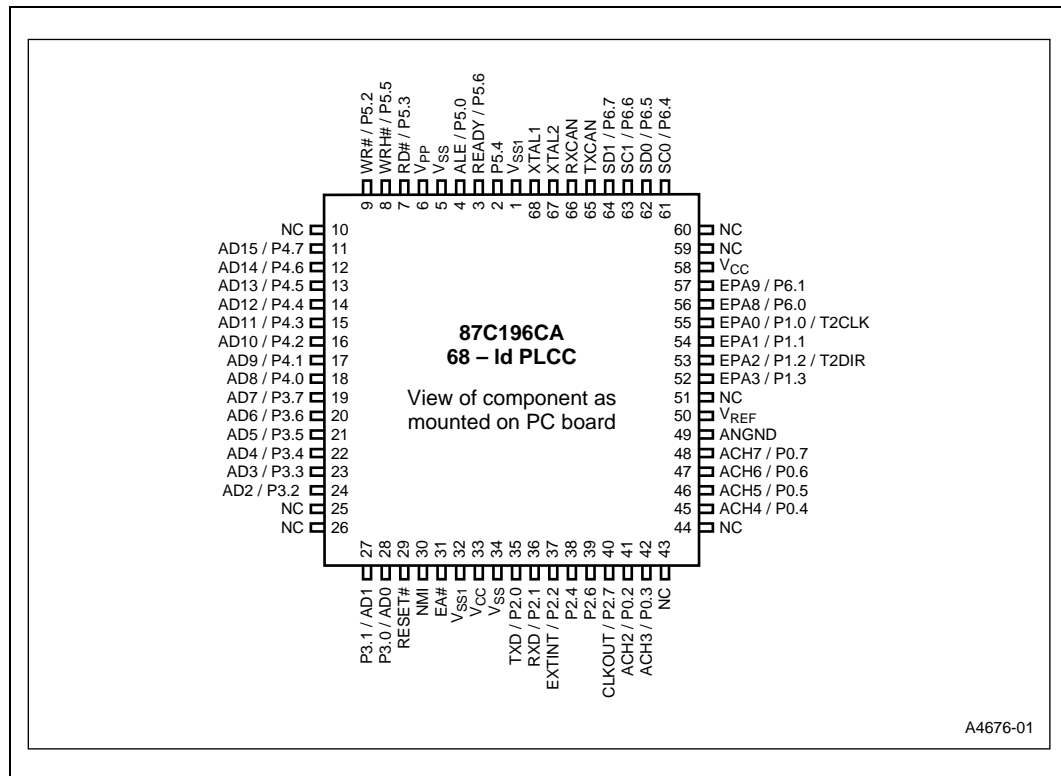 WR# / P5.2
WRH# / P5.5
RD# / P5.3
VPP
VSS
ALE / P5.0
READY / P5.6
P5.4
VSS1
XTAL1
XTAL2
RXCAN
TXCAN
SD1 / P6.7
SC1 / P6.6
SD0 / P6.5
SC0 / P6.4
9
8
7
6
5
4
3
2
1
68
67
66
65
64
63
62
61
NC 10
AD15 / P4.7 11
AD14 / P4.6 12
AD13 / P4.5 13
AD12 / P4.4 14
AD11 / P4.3 15
AD10 / P4.2 16
AD9 / P4.1 17
AD8 / P4.0 18
AD7 / P3.7 19
AD6 / P3.6 20
AD5 / P3.5 21
AD4 / P3.4 22
AD3 / P3.3 23
AD2 / P3.2 24
NC 25
NC 26
87C196CA
68 – ld PLCC
View of component as
mounted on PC board
60 NC
59 NC
58 VCC
57 EPA9 / P6.1
56 EPA8 / P6.0
55 EPA0 / P1.0 / T2CLK
54 EPA1 / P1.1
53 EPA2 / P1.2 / T2DIR
52 EPA3 / P1.3
51 NC
50 VREF
49 ANGND
48 ACH7 / P0.7
47 ACH6 / P0.6
46 ACH5 / P0.5
45 ACH4 / P0.4
44 NC
27
28
29
30
31
32
33
34
35
36
37
38
39
40
41
42
43
P3.1 / AD1
P3.0 / AD0
RESET#
NMI
EA#
VSS1
VCC
VSS
TXD / P2.0
RXD / P2.1
EXTINT / P2.2
P2.4
P2.6
CLKOUT / P2.7
ACH2 / P0.2
ACH3 / P0.3
NC
A4676-01